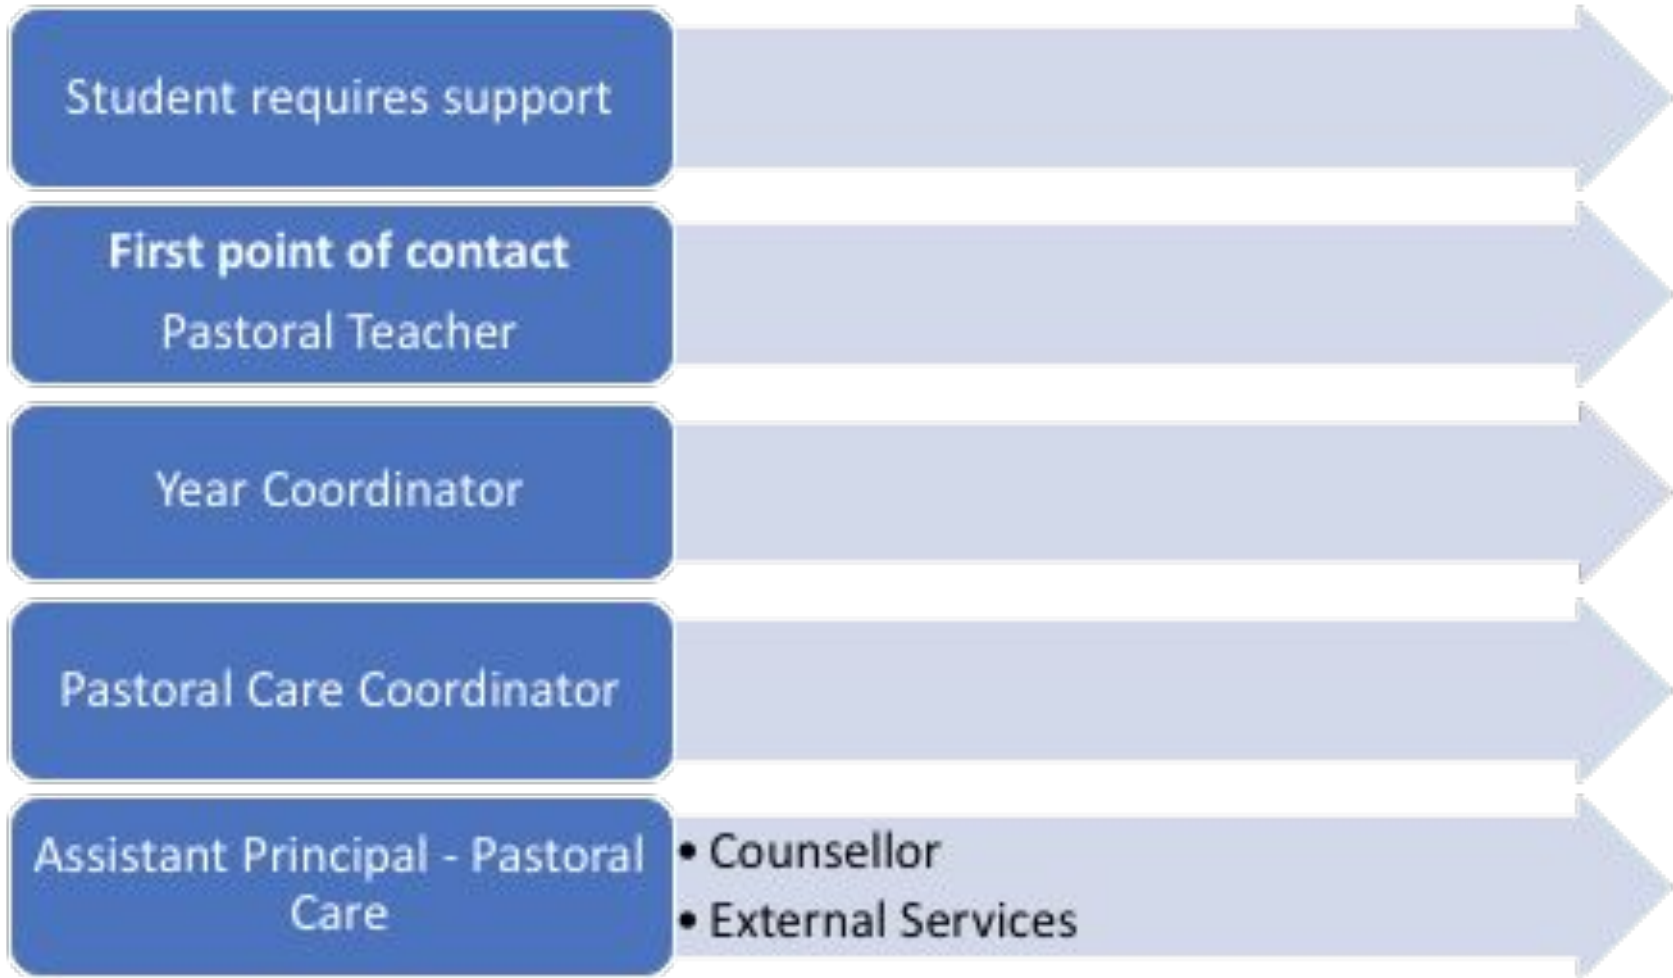 Student requires support
First point of contact
Pastoral Teacher
Year Coordinator
Pastoral Care Coordinator
Assistant Principal - Pastoral
Care
• Counsellor
• External Services